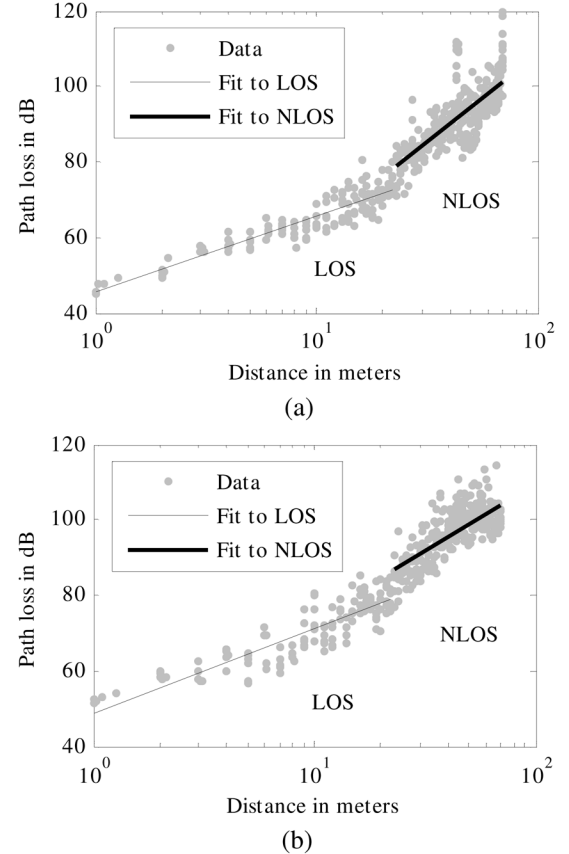 120
100
80
60
40
Path loss in dB
Data
Fit to LOS
Fit to NLOS
NLOS
LOS
10^0
10^1
10^2
Distance in meters
(a)
120
100
80
60
40
Path loss in dB
Data
Fit to LOS
Fit to NLOS
NLOS
LOS
10^0
10^1
10^2
Distance in meters
(b)